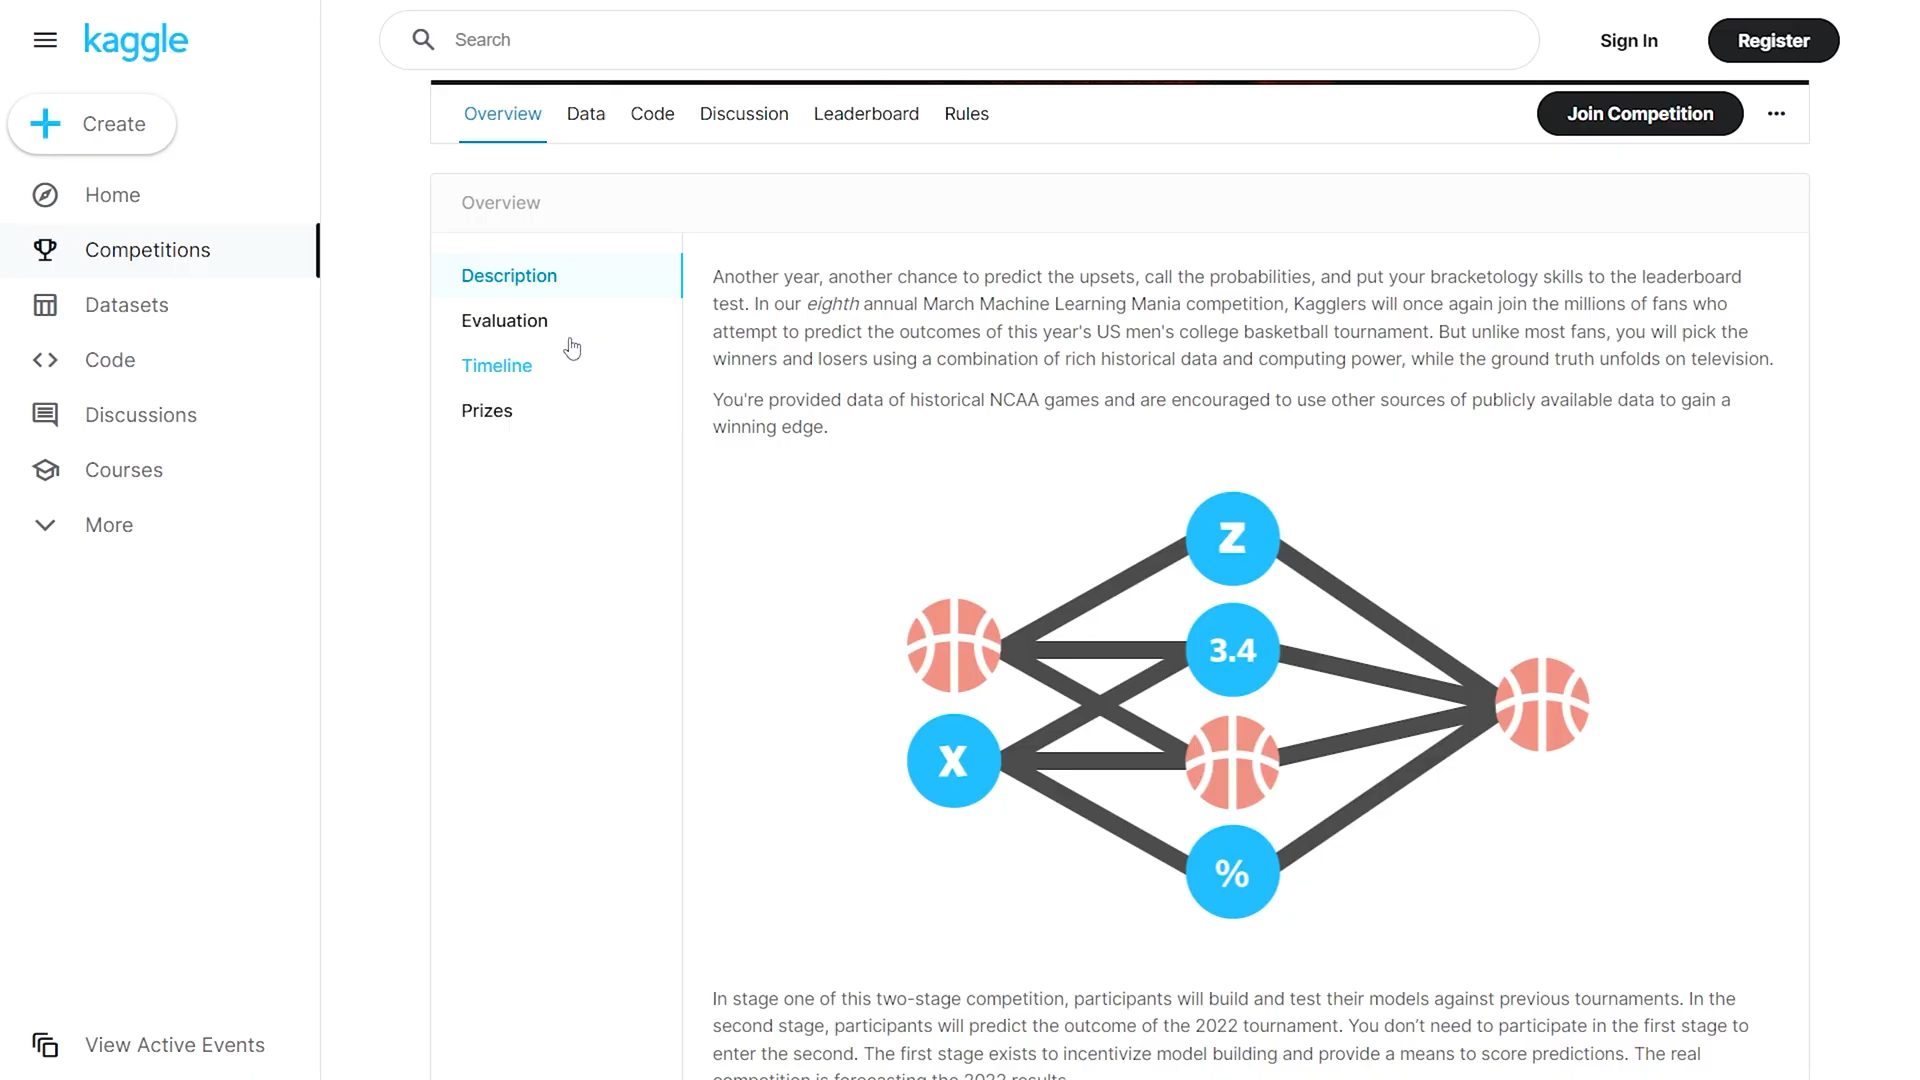 kaggle
Search
Sign In
Register
Create
Home
Competitions
Datasets
Code
Discussions
Courses
More
View Active Events
Overview Data Code Discussion Leaderboard Rules
Join Competition
Overview
Description
Evaluation
Timeline
Prizes
Another year, another chance to predict the upsets, call the probabilities, and put your bracketology skills to the leaderboard
test. In our eighth annual March Machine Learning Mania competition, Kagglers will once again join the millions of fans who
attempt to predict the outcomes of this year's US men's college basketball tournament. But unlike most fans, you will pick the
winners and losers using a combination of rich historical data and computing power, while the ground truth unfolds on television.
You're provided data of historical NCAA games and are encouraged to use other sources of publicly available data to gain a
winning edge.
Z
3.4
X
%
In stage one of this two-stage competition, participants will build and test their models against previous tournaments. In the
second stage, participants will predict the outcome of the 2022 tournament. You don’t need to participate in the first stage to
enter the second. The first stage exists to incentivize model building and provide a means to score predictions. The real
competition is forecasting the 2022 results.